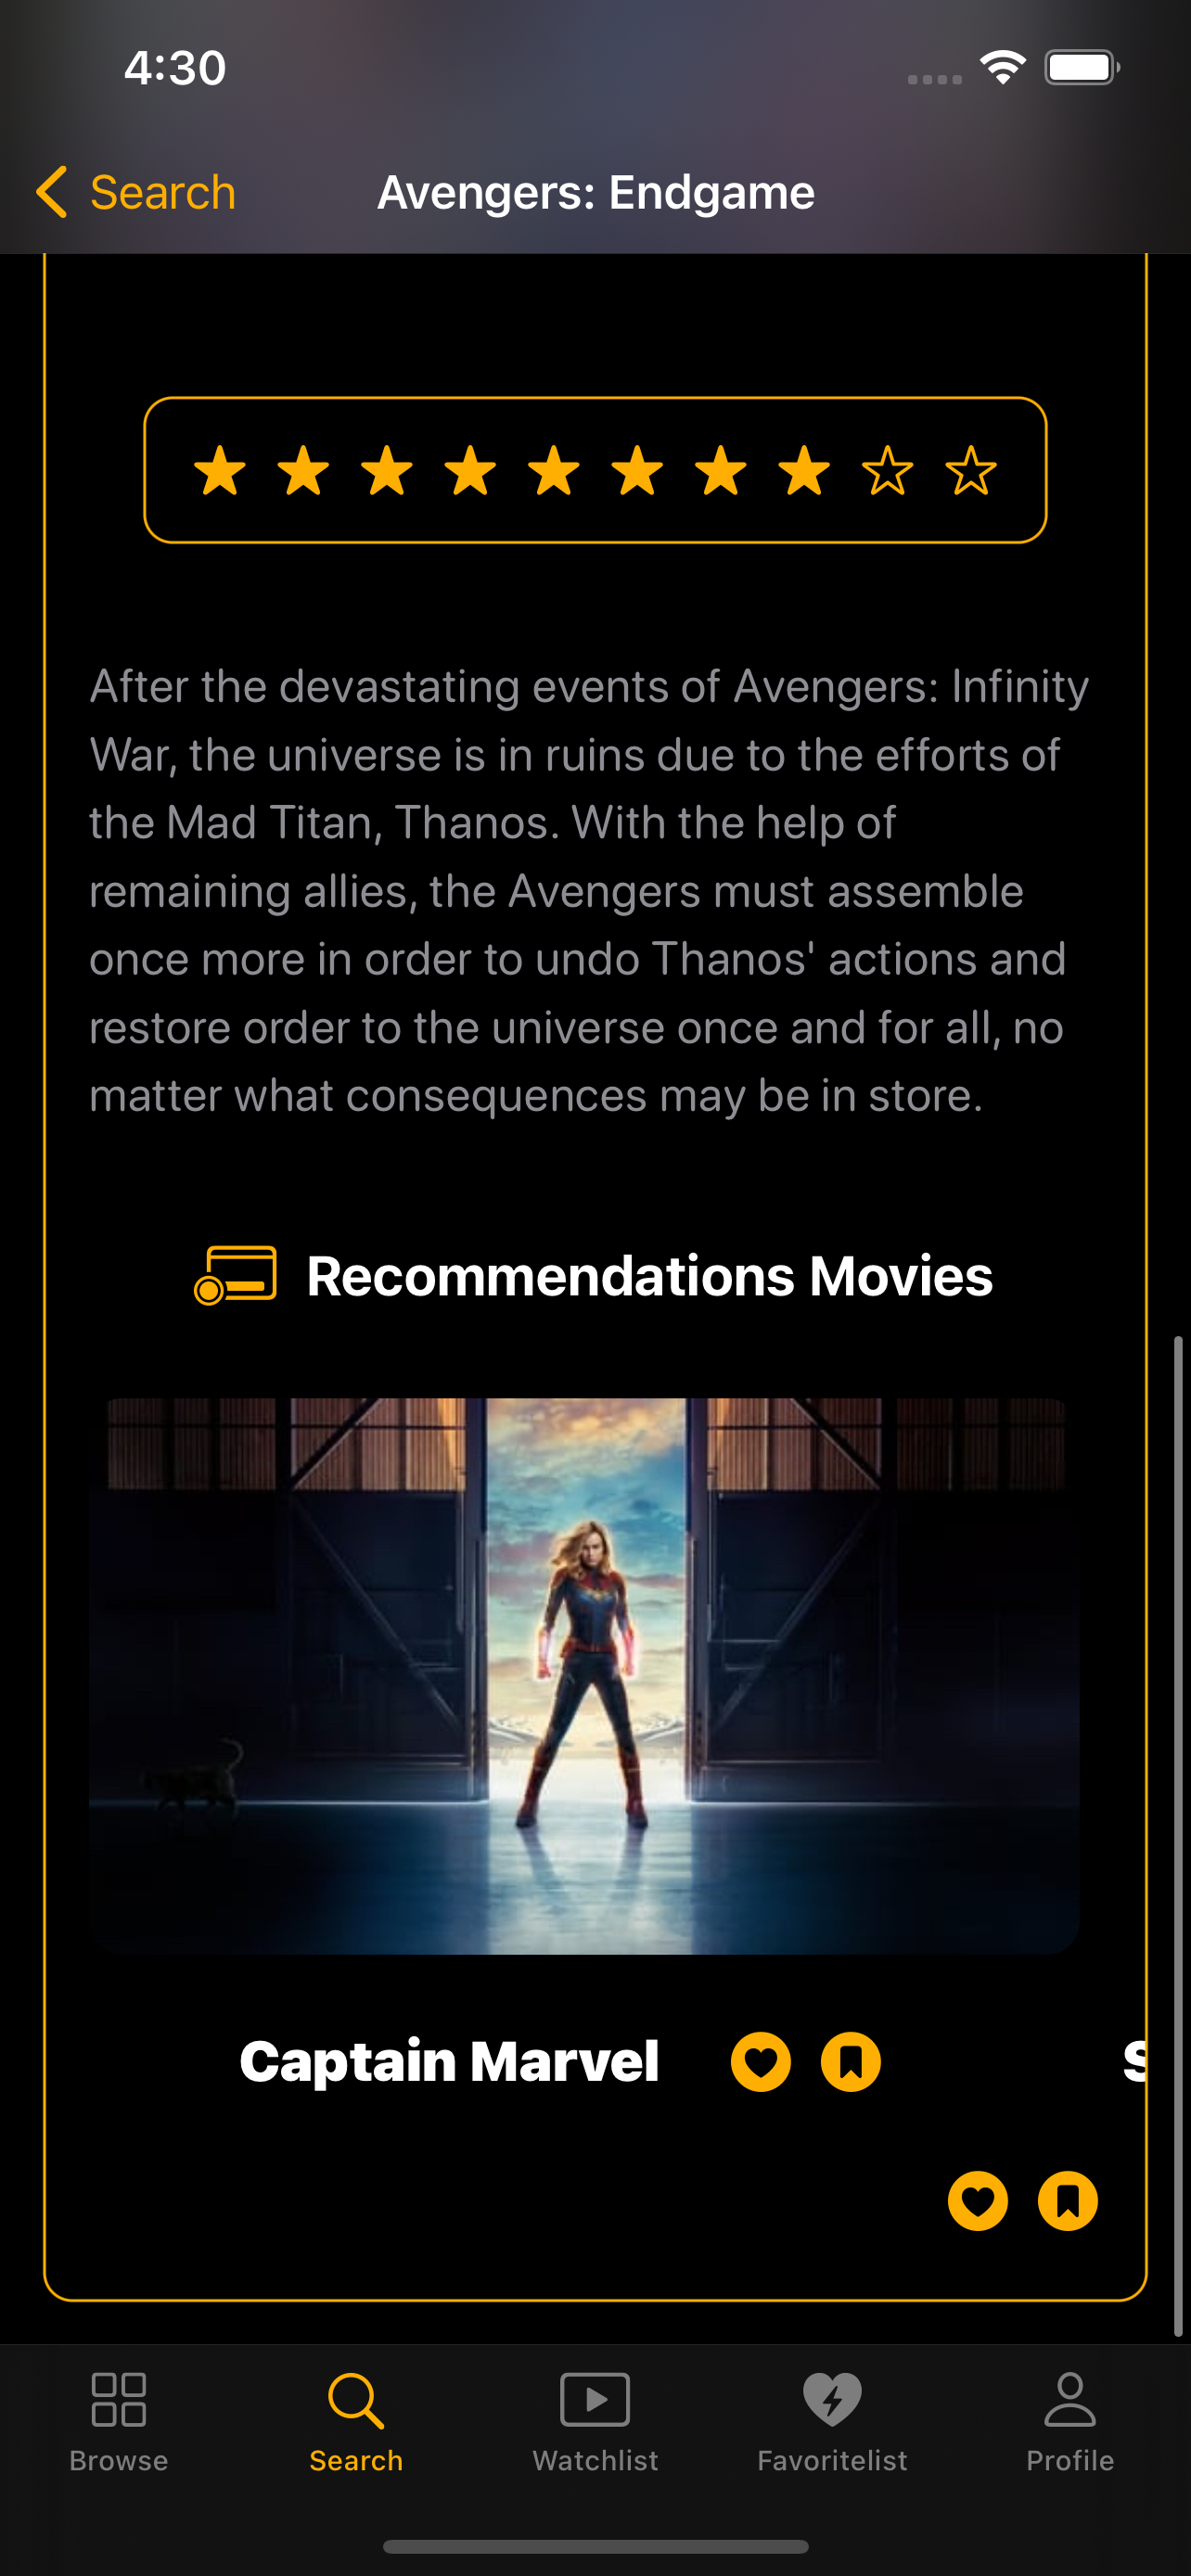 4:30
Search
Avengers: Endgame
After the devastating events of Avengers: Infinity
War, the universe is in ruins due to the efforts of
the Mad Titan, Thanos. With the help of
remaining allies, the Avengers must assemble
once more in order to undo Thanos' actions and
restore order to the universe once and for all, no
matter what consequences may be in store.
Recommendations Movies
Captain Marvel
Browse
Search
Watchlist
Favoritelist
Profile